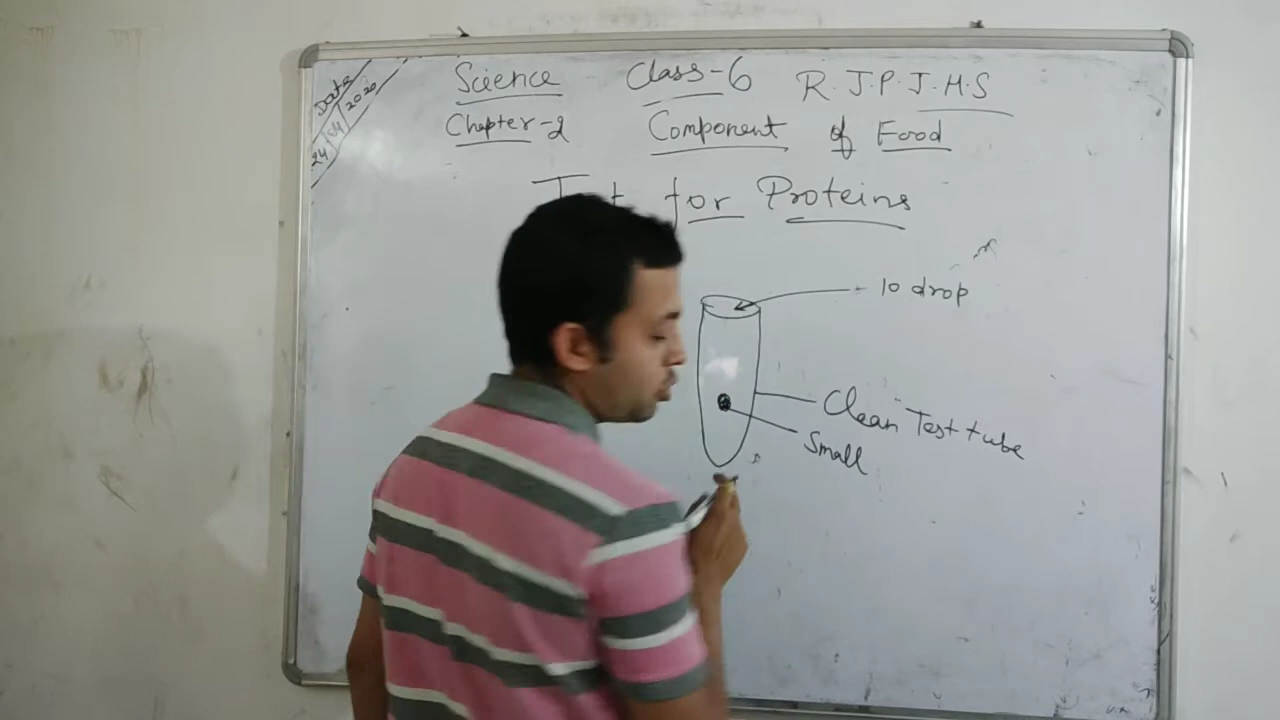 Date
24/04/2020
Science Class-6 R.J.P.J.H.S
Chapter-2 Component of Food
for Proteins
10 drop
Clean Test tube
Small